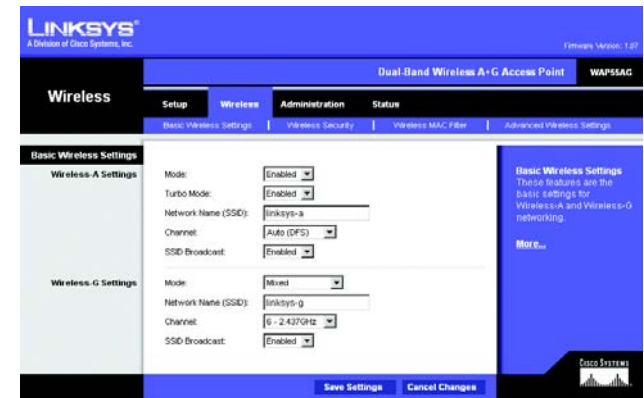 LINKSYS®
A Division of Cisco Systems, Inc.
Firmware Version: 1.07
Dual-Band Wireless A+G Access Point WAP55AG
Wireless
Setup Wireless Administration Status
Basic Wireless Settings | Wireless Security | Wireless MAC Filter | Advanced Wireless Settings
Basic Wireless Settings
Wireless-A Settings
Mode: Enabled
Turbo Mode: Enabled
Network Name (SSID): linksys-a
Channel: Auto (DFS)
SSID Broadcast: Enabled
Wireless-G Settings
Mode: Mixed
Network Name (SSID): linksys-g
Channel: 6 - 2.437GHz
SSID Broadcast: Enabled
Basic Wireless Settings
These features are the
basic settings for
Wireless-A and Wireless-G
networking.
More...
Save Settings Cancel Changes
CISCO SYSTEMS